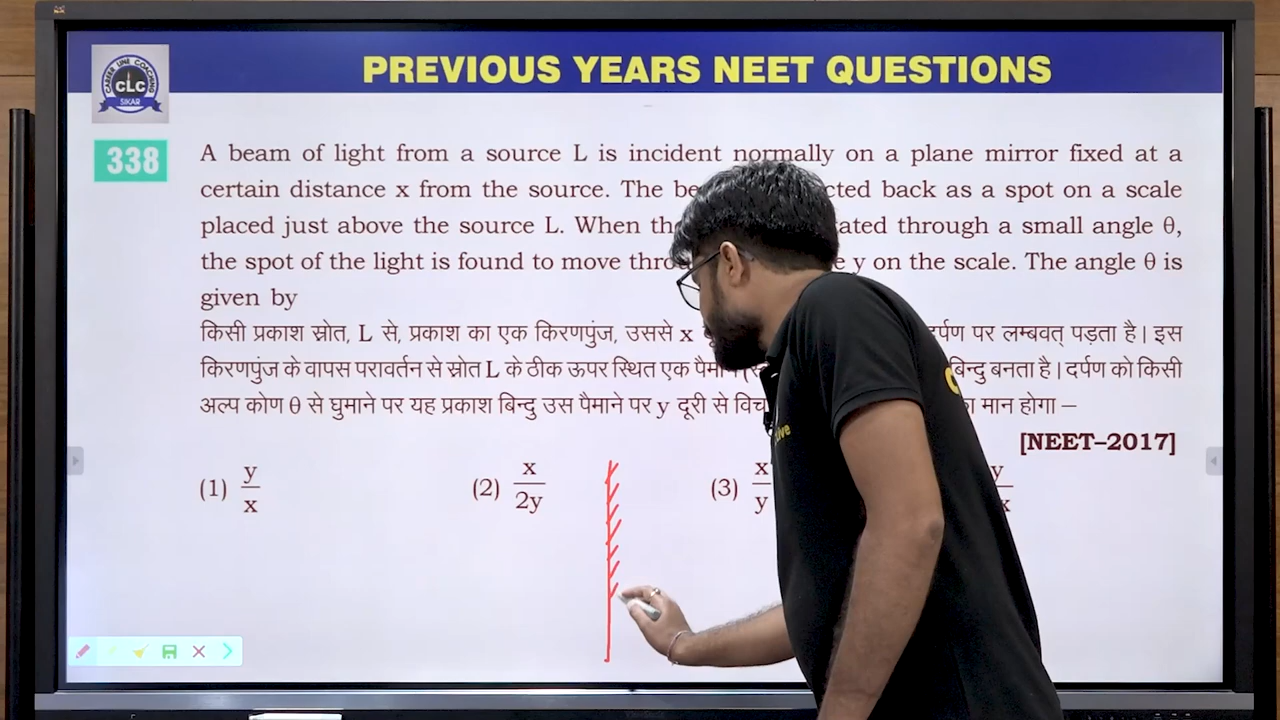 PREVIOUS YEARS NEET QUESTIONS
CLC
SIKAR
338
A beam of light from a source L is incident normally on a plane mirror fixed at a
certain distance x from the source. The cted back as a spot on a scale
placed just above the source L. When ated through a small angle θ,
the spot of the light is found to move y on the scale. The angle θ is
given by
किसी प्रकाश स्रोत, L से, प्रकाश का एक किरणपुंज, उससे x दर्पण पर लम्बवत् पड़ता है। इस
किरणपुंज के वापस परावर्तन से स्रोत L के ठीक ऊपर स्थित एक बिन्दु बनता है। दर्पण को किसी
अल्प कोण θ से घुमाने पर यह प्रकाश बिन्दु उस पैमाने पर y दूरी से मान होगा –
[NEET–2017]
(1) y/x (2) x/2y (3) x/y y/x